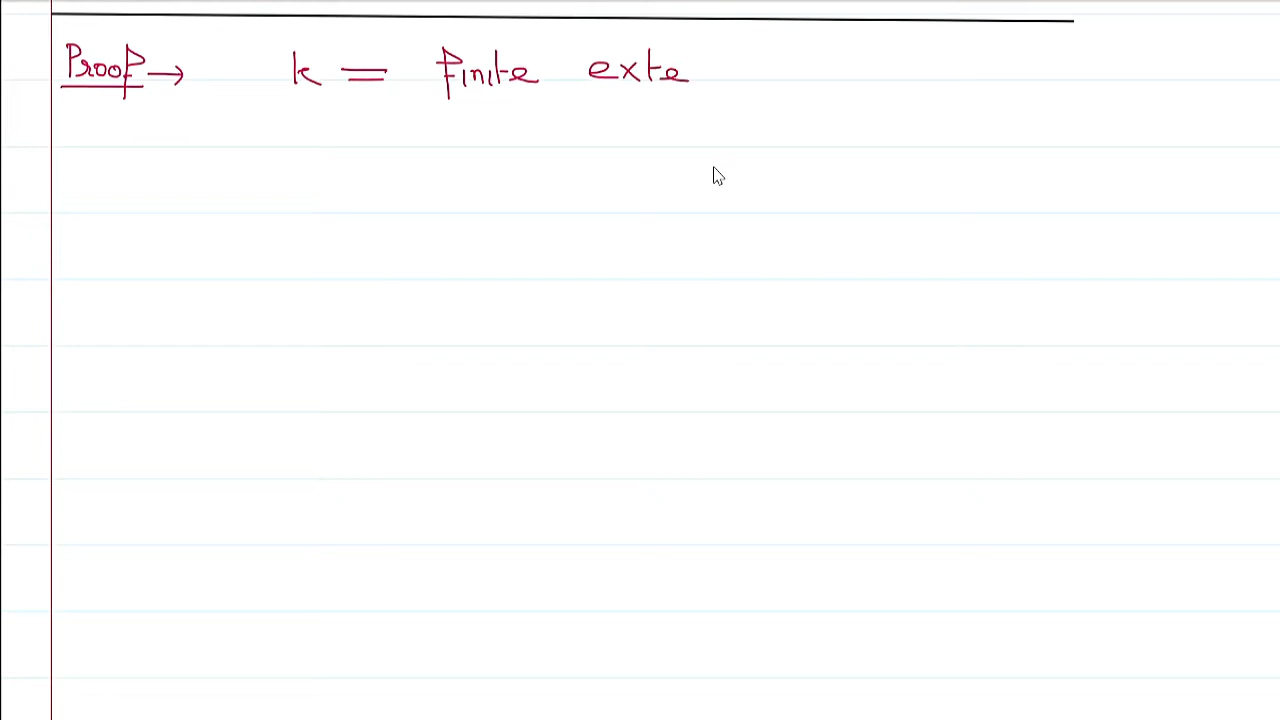 Proof → k = finite exte